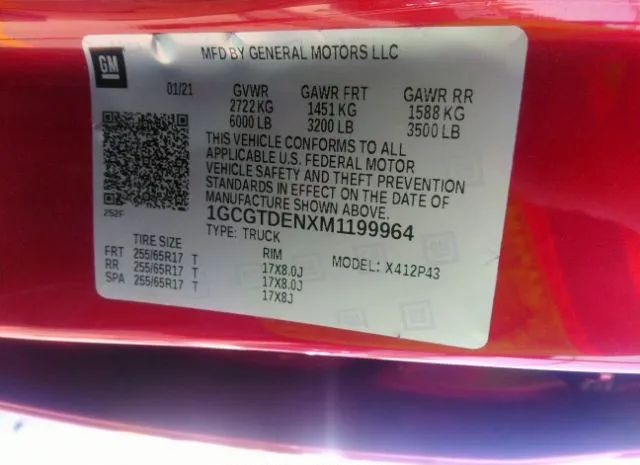 GM
MFD BY GENERAL MOTORS LLC
01/21 GVWR GAWR FRT GAWR RR
2722 KG 1451 KG 1588 KG
6000 LB 3200 LB 3500 LB
THIS VEHICLE CONFORMS TO ALL
APPLICABLE U.S. FEDERAL MOTOR
VEHICLE SAFETY AND THEFT PREVENTION
STANDARDS IN EFFECT ON THE DATE OF
MANUFACTURE SHOWN ABOVE.
252F
1GCGTDENXM1199964
TYPE: TRUCK
TIRE SIZE RIM MODEL: X412P43
FRT 255/65R17 T 17X8.0J
RR 255/65R17 T 17X8.0J
SPA 255/65R17 T 17X8J